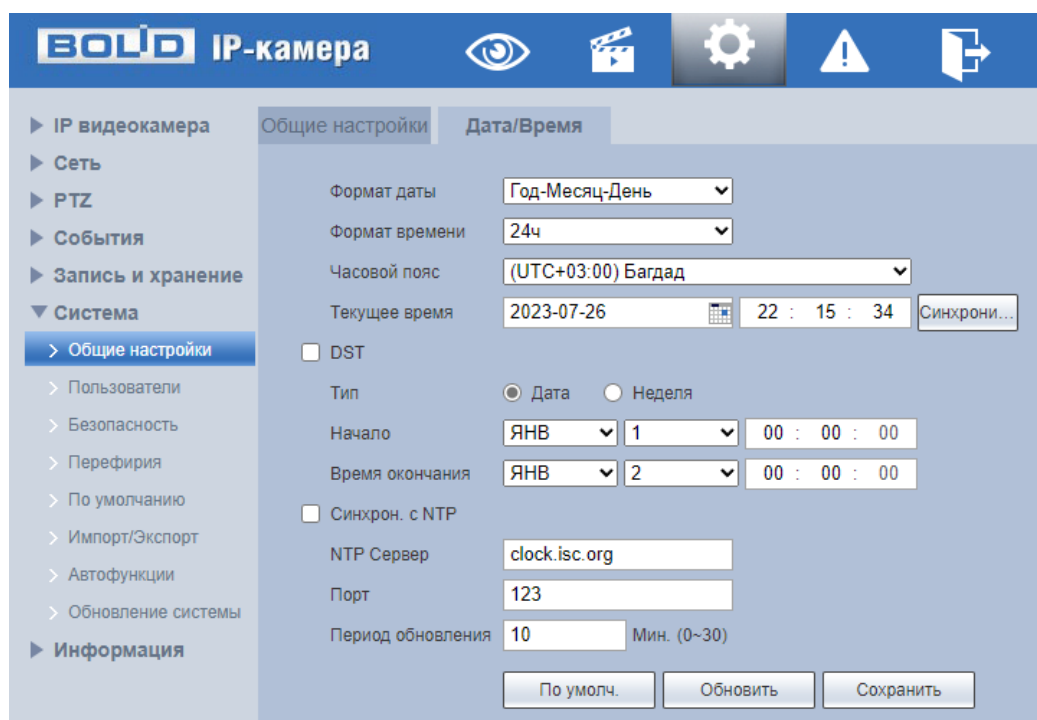 BOLID IP-камера
IP видеокамера
Сеть
PTZ
События
Запись и хранение
Система
Общие настройки
Пользователи
Безопасность
Перефирия
По умолчанию
Импорт/Экспорт
Автофункции
Обновление системы
Информация
Общие настройки Дата/Время
Формат даты Год-Месяц-День
Формат времени 24ч
Часовой пояс (UTC+03:00) Багдад
Текущее время 2023-07-26 22 : 15 : 34 Синхрони...
DST
Тип Дата Неделя
Начало ЯНВ 1 00 : 00 : 00
Время окончания ЯНВ 2 00 : 00 : 00
Синхрон. с NTP
NTP Сервер clock.isc.org
Порт 123
Период обновления 10 Мин. (0~30)
По умолч. Обновить Сохранить